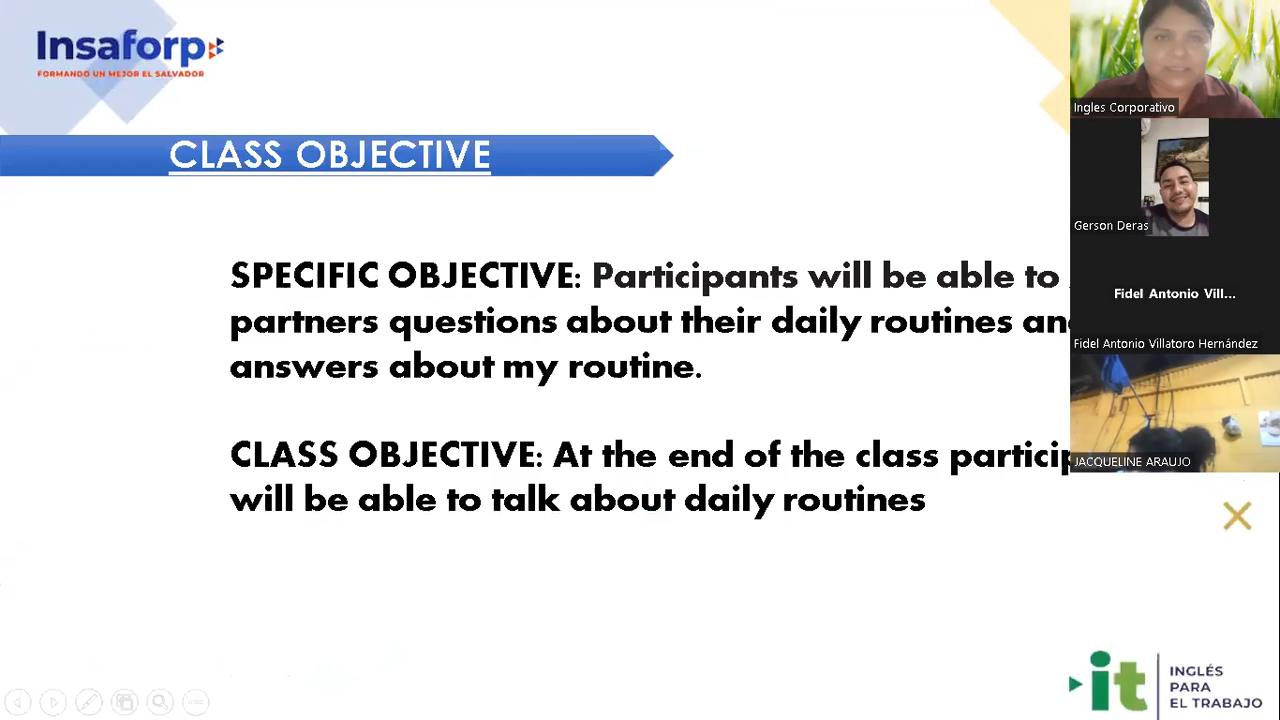 Insaforp
FORMANDO UN MEJOR EL SALVADOR
CLASS OBJECTIVE
SPECIFIC OBJECTIVE: Participants will be able to
partners questions about their daily routines
answers about my routine.
CLASS OBJECTIVE: At the end of the class
will be able to talk about daily routines
Ingles Corporativo
Gerson Deras
Fidel Antonio Vill...
Fidel Antonio Villatoro Hernández
JACQUELINE ARAUJO
it
INGLÉS
PARA
EL TRABAJO